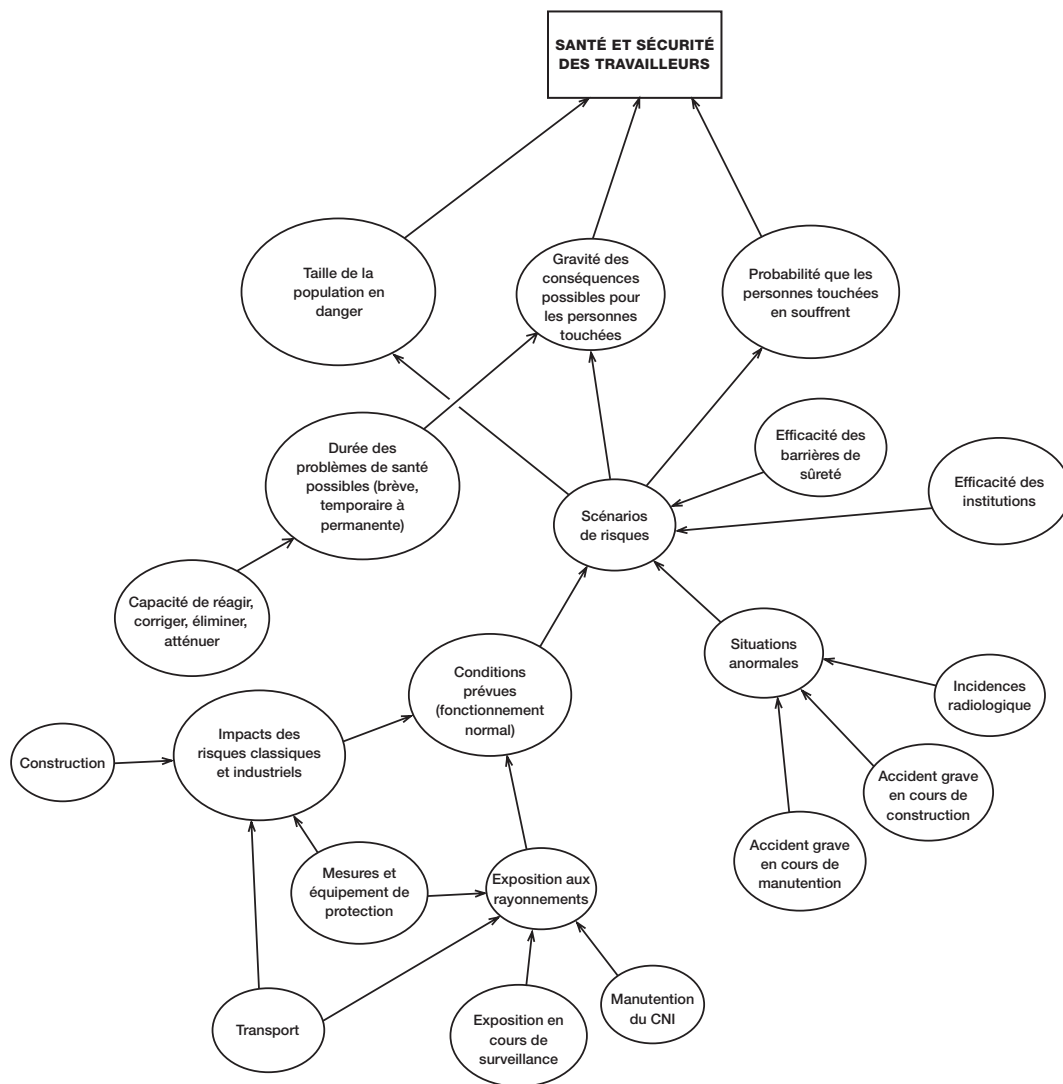 SANTÉ ET SÉCURITÉ
DES TRAVAILLEURS
Taille de la
population en
danger
Gravité des
conséquences
possibles pour
les personnes
touchées
Probabilité que les
personnes touchées
en souffrent
Durée des
problèmes de santé
possibles (brève,
temporaire à
permanente)
Efficacité des
barrières de
sûreté
Efficacité des
institutions
Scénarios
de risques
Capacité de réagir,
corriger, éliminer,
atténuer
Situations
anormales
Conditions
prévues
(fonctionnement
normal)
Incidences
radiologique
Impacts des
risques classiques
et industriels
Construction
Accident grave
en cours de
construction
Accident grave
en cours de
manutention
Mesures et
équipement de
protection
Exposition aux
rayonnements
Manutention
du CNI
Transport
Exposition en
cours de
surveillance